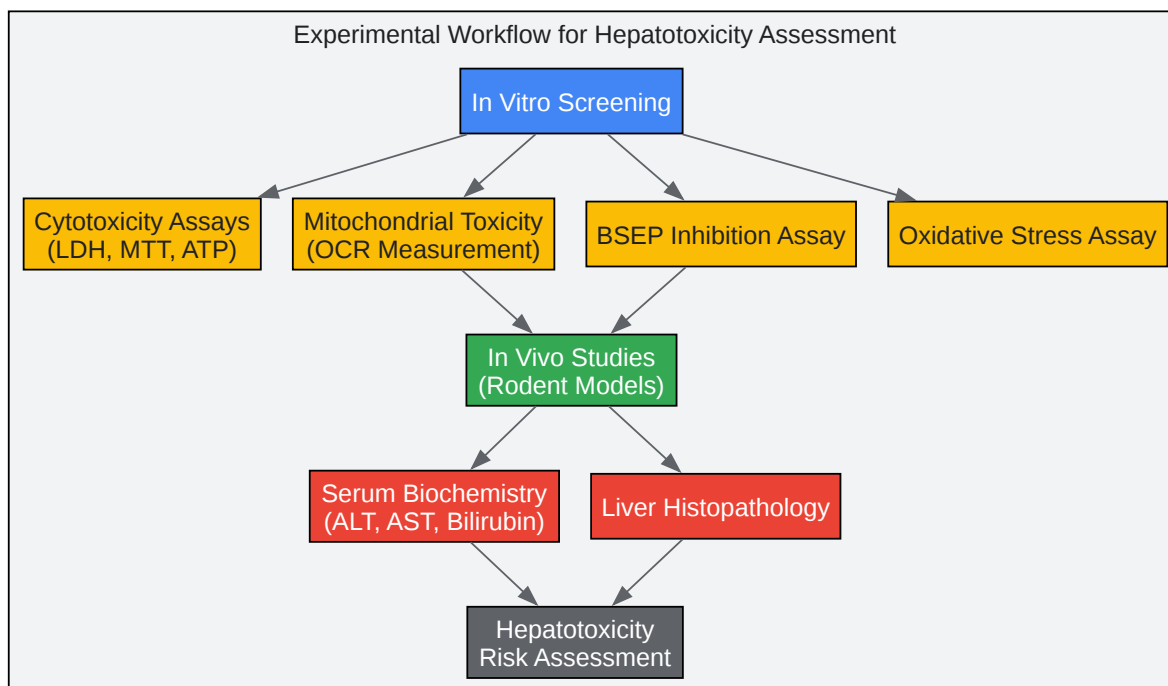 Experimental Workflow for Hepatotoxicity Assessment
In Vitro Screening
Cytotoxicity Assays
(LDH, MTT, ATP)
Mitochondrial Toxicity
(OCR Measurement)
BSEP Inhibition Assay
Oxidative Stress Assay
In Vivo Studies
(Rodent Models)
Serum Biochemistry
(ALT, AST, Bilirubin)
Liver Histopathology
Hepatotoxicity
Risk Assessment